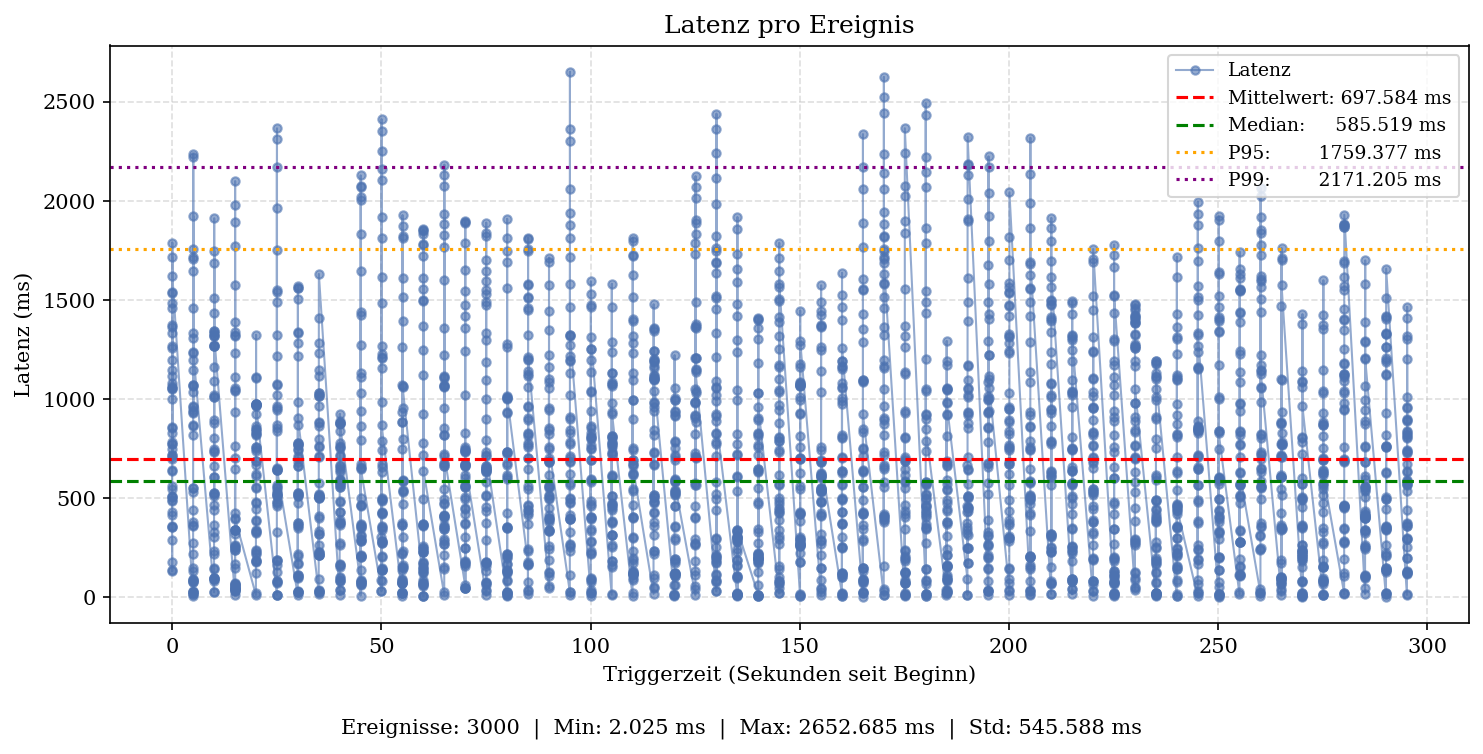 Latenz pro Ereignis
Latenz (ms)
2500
2000
1500
1000
500
0
Latenz
Mittelwert: 697.584 ms
Median: 585.519 ms
P95: 1759.377 ms
P99: 2171.205 ms
0 50 100 150 200 250 300
Triggerzeit (Sekunden seit Beginn)
Ereignisse: 3000 | Min: 2.025 ms | Max: 2652.685 ms | Std: 545.588 ms